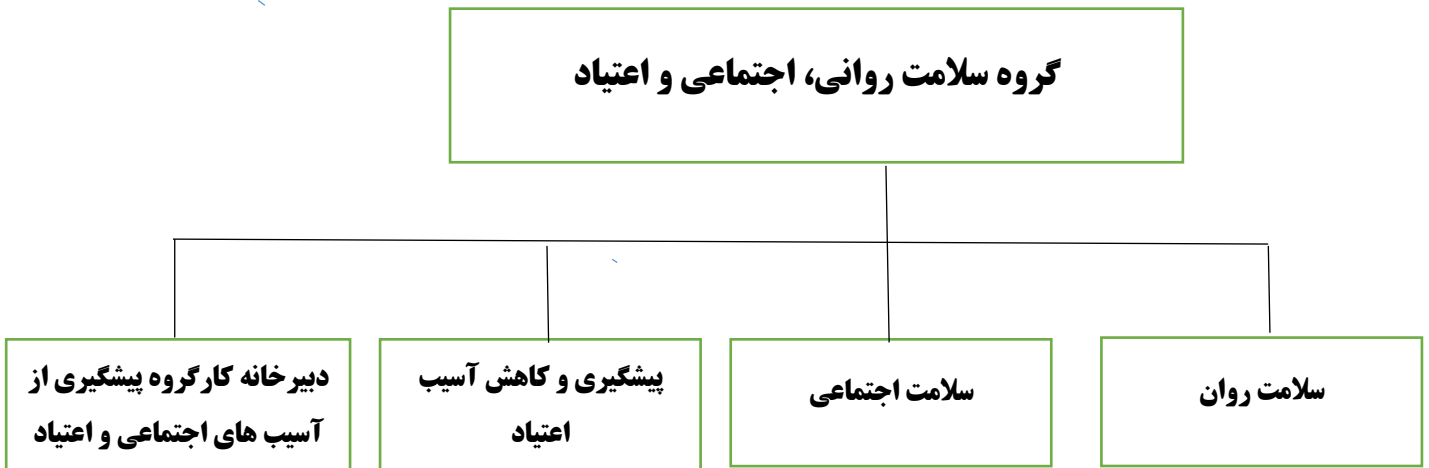 گروه سلامت روانی، اجتماعی و اعتیاد
سلامت روان
سلامت اجتماعی
پیشگیری و کاهش آسیب
اعتیاد
دبیرخانه کارگروه پیشگیری از
آسیب های اجتماعی و اعتیاد